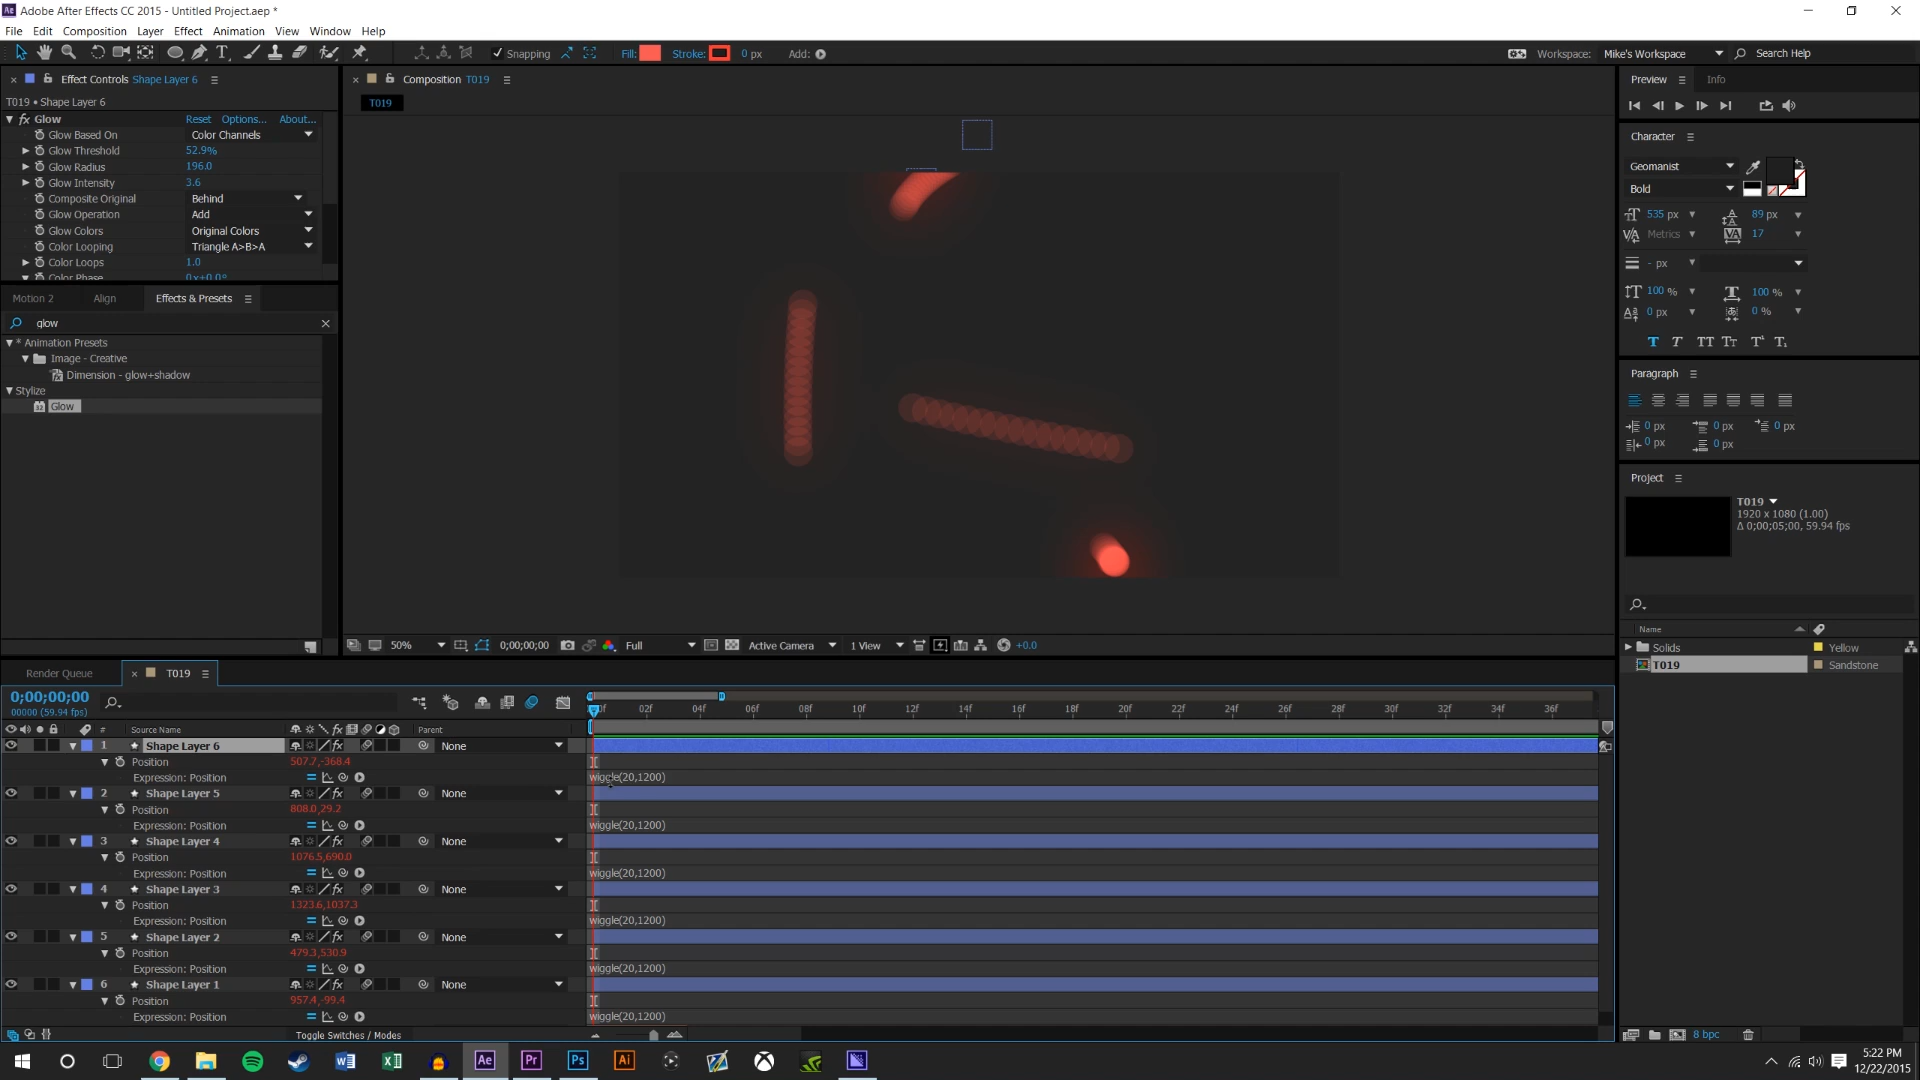 Adobe After Effects CC 2015 - Untitled Project.aep *
File Edit Composition Layer Effect Animation View Window Help
Snapping Fill: Stroke: 0 px Add: Workspace: Mike's Workspace Search Help
Effect Controls Shape Layer 6
T019 • Shape Layer 6
fx Glow Reset Options... About...
Glow Based On Color Channels
Glow Threshold 52.9%
Glow Radius 196.0
Glow Intensity 3.6
Composite Original Behind
Glow Operation Add
Glow Colors Original Colors
Color Looping Triangle A>B>A
Color Loops 1.0
Color Phase 0x+0.0°
Motion 2 Align Effects & Presets
glow
* Animation Presets
Image - Creative
Dimension - glow+shadow
Stylize
Glow
Composition T019
T019
50% 0;00;00;00 Full Active Camera 1 View +0.0
Preview Info
Character
Geomanist
Bold
535 px 89 px
Metrics 17
- px
100 % 100 %
0 px 0 %
T T TT Tt T¹ T₁
Paragraph
0 px 0 px 0 px
0 px 0 px
Project
T019
1920 x 1080 (1.00)
Δ 0;00;05;00, 59.94 fps
Name
Solids Yellow
T019 Sandstone
8 bpc
Render Queue T019
0;00;00;00
00000 (59.94 fps)
02f 04f 06f 08f 10f 12f 14f 16f 18f 20f 22f 24f 26f 28f 30f 32f 34f 36f
# Source Name Parent
1 Shape Layer 6 None
Position 507.7,-368.4
Expression: Position wiggle(20,1200)
2 Shape Layer 5 None
Position 808.0,29.2
Expression: Position wiggle(20,1200)
3 Shape Layer 4 None
Position 1076.5,690.0
Expression: Position wiggle(20,1200)
4 Shape Layer 3 None
Position 1323.6,1037.3
Expression: Position wiggle(20,1200)
5 Shape Layer 2 None
Position 479.3,530.9
Expression: Position wiggle(20,1200)
6 Shape Layer 1 None
Position 957.4,-99.4
Expression: Position wiggle(20,1200)
Toggle Switches / Modes
Ae Pr Ps Ai
5:22 PM
12/22/2015